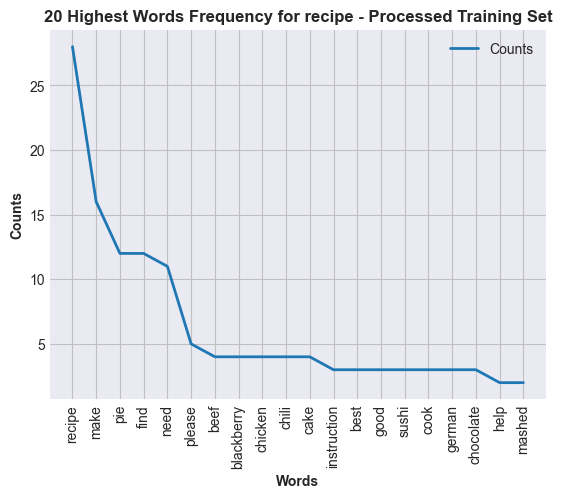 20 Highest Words Frequency for recipe - Processed Training Set
Counts
Counts
25
20
15
10
5
recipe
make
pie
find
need
please
beef
blackberry
chicken
chili
cake
instruction
best
good
sushi
cook
german
chocolate
help
mashed
Words